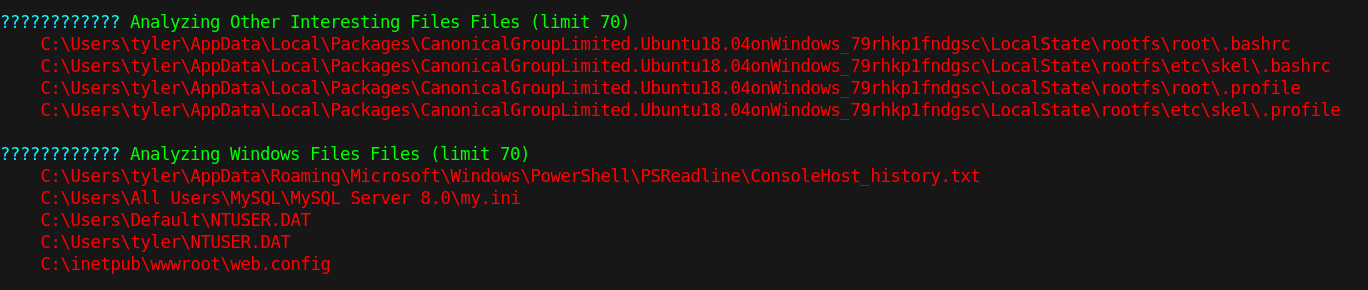 ???????????? Analyzing Other Interesting Files Files (limit 70)
C:\Users\tyler\AppData\Local\Packages\CanonicalGroupLimited.Ubuntu18.04onWindows_79rhkp1fndgsc\LocalState\rootfs\root\.bashrc
C:\Users\tyler\AppData\Local\Packages\CanonicalGroupLimited.Ubuntu18.04onWindows_79rhkp1fndgsc\LocalState\rootfs\etc\skel\.bashrc
C:\Users\tyler\AppData\Local\Packages\CanonicalGroupLimited.Ubuntu18.04onWindows_79rhkp1fndgsc\LocalState\rootfs\root\.profile
C:\Users\tyler\AppData\Local\Packages\CanonicalGroupLimited.Ubuntu18.04onWindows_79rhkp1fndgsc\LocalState\rootfs\etc\skel\.profile
???????????? Analyzing Windows Files Files (limit 70)
C:\Users\tyler\AppData\Roaming\Microsoft\Windows\PowerShell\PSReadline\ConsoleHost_history.txt
C:\Users\All Users\MySQL\MySQL Server 8.0\my.ini
C:\Users\Default\NTUSER.DAT
C:\Users\tyler\NTUSER.DAT
C:\inetpub\wwwroot\web.config